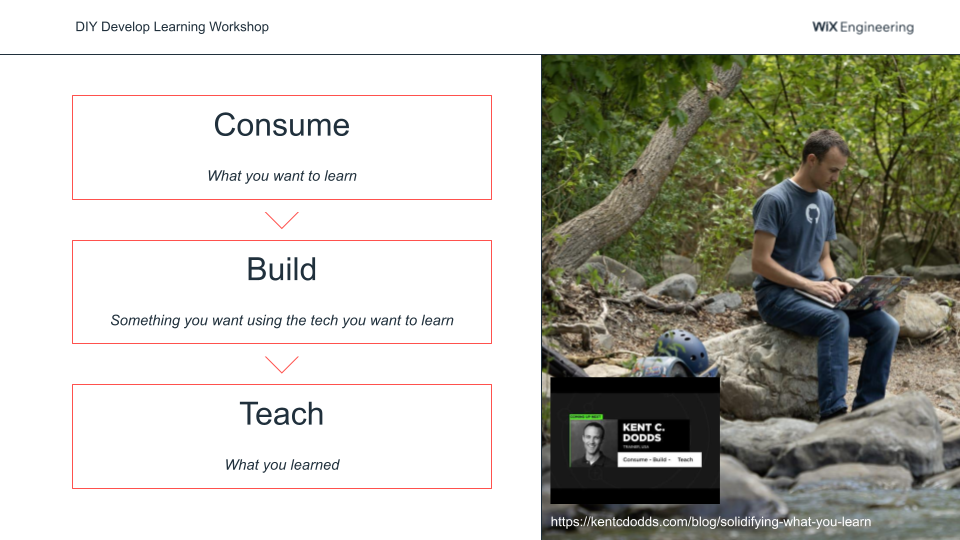 DIY Develop Learning Workshop
WiX Engineering
Consume
What you want to learn
Build
Something you want using the tech you want to learn
Teach
What you learned
COMING UP NEXT
KENT C.
DODDS
Consume - Build - Teach
https://kentcdodds.com/blog/solidifying-what-you-learn